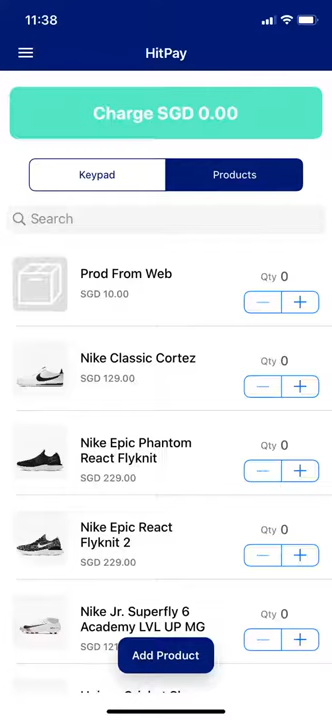 11:38
HitPay
Charge SGD 0.00
Keypad
Products
Search
Prod From Web
SGD 10.00
Qty 0
Nike Classic Cortez
SGD 129.00
Qty 0
Nike Epic Phantom
React Flyknit
SGD 229.00
Qty 0
Nike Epic React
Flyknit 2
SGD 229.00
Qty 0
Nike Jr. Superfly 6
Academy LVL UP MG
SGD 121
Qty 0
Add Product